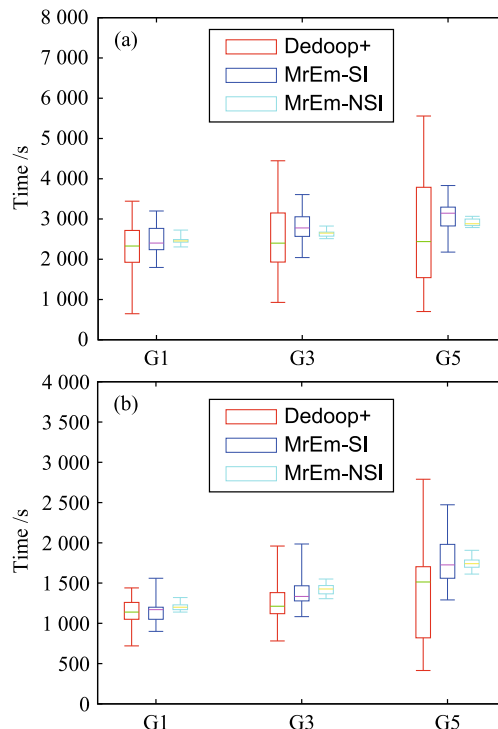 (a)
Dedoop+
MrEm-SI
MrEm-NSI
Time /s
8 000
7 000
6 000
5 000
4 000
3 000
2 000
1 000
0
G1 G3 G5
(b)
Dedoop+
MrEm-SI
MrEm-NSI
Time /s
4 000
3 500
3 000
2 500
2 000
1 500
1 000
500
0
G1 G3 G5